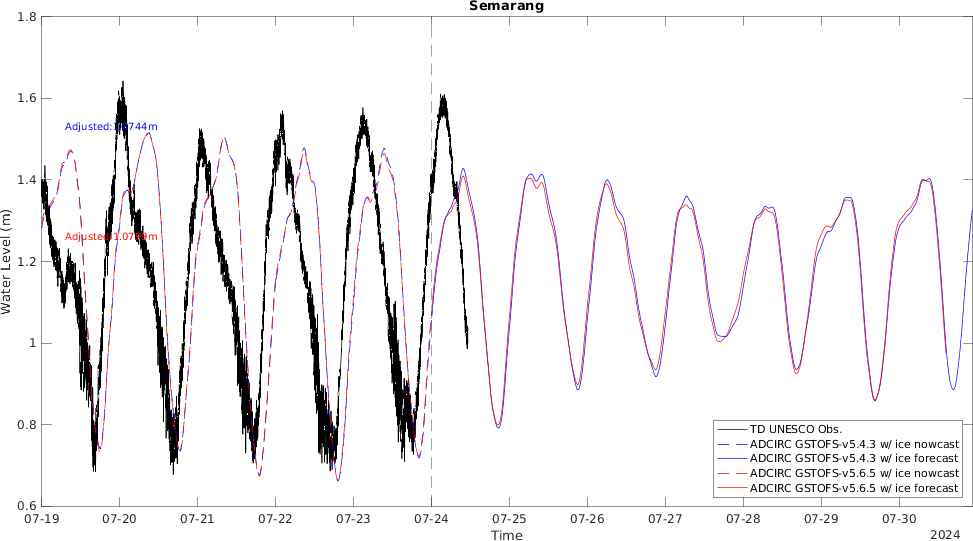 Semarang
1.8
1.6
1.4
1.2
1
0.8
0.6
Water Level (m)
Adjusted:
Adjusted:
07-19 07-20 07-21 07-22 07-23 07-24 07-25 07-26 07-27 07-28 07-29 07-30
Time
2024
TD UNESCO Obs.
ADCIRC GSTOFS-v5.4.3 w/ ice nowcast
ADCIRC GSTOFS-v5.4.3 w/ ice forecast
ADCIRC GSTOFS-v5.6.5 w/ ice nowcast
ADCIRC GSTOFS-v5.6.5 w/ ice forecast